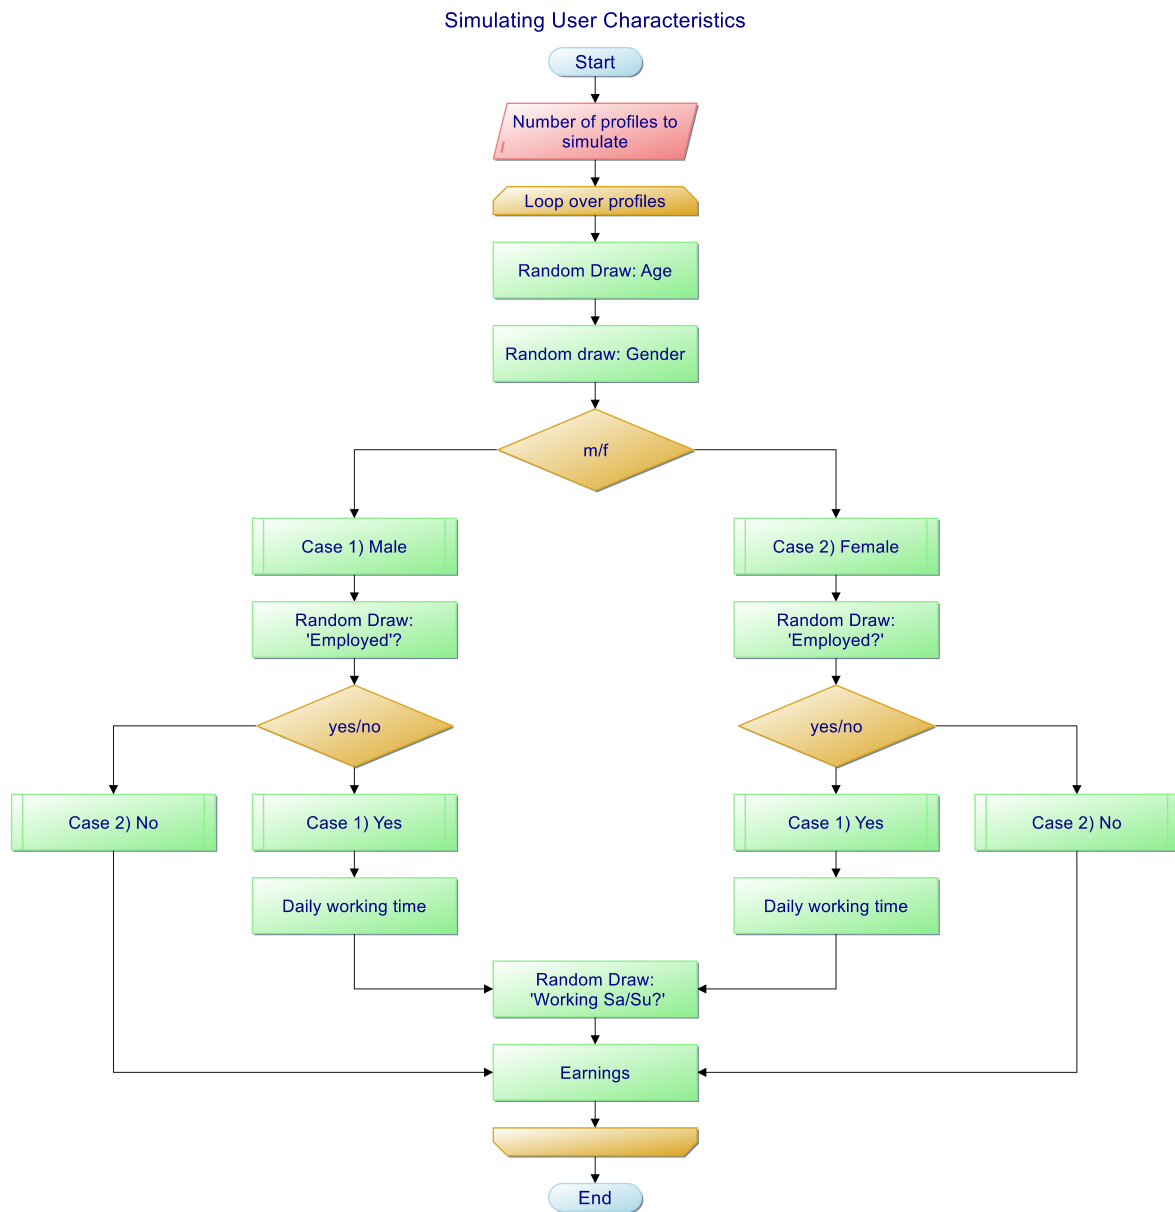 Simulating User Characteristics
Start
Number of profiles to
simulate
Loop over profiles
Random Draw: Age
Random draw: Gender
m/f
Case 1) Male
Case 2) Female
Random Draw:
'Employed'?
Random Draw:
'Employed?'
yes/no
yes/no
Case 2) No
Case 1) Yes
Case 1) Yes
Case 2) No
Daily working time
Daily working time
Random Draw:
'Working Sa/Su?'
Earnings
End